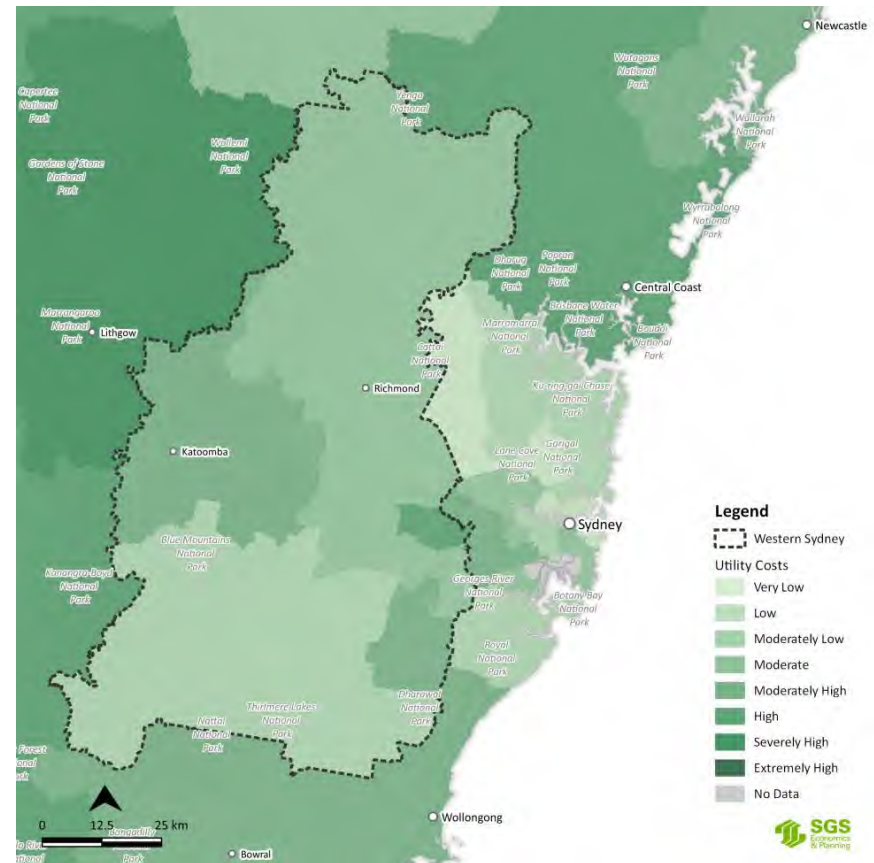 Newcastle
Watagans
National
Park
Capertee
National
Park
Yengo
National
Park
Wallarah
National
Park
Wollemi
National
Park
Gardens of Stone
National
Park
Wyrrabalong
National
Park
Dharug
National
Park
Popran
National
Park
Central Coast
Brisbane Water
National
Park
Bouddi
National
Park
Marrangaroo
National
Park
Lithgow
Marramarra
National
Park
Cattai
National
Park
Richmond
Ku-ring-gai Chase
National
Park
Katoomba
Lane Cove
National
Park
Garigal
National
Park
Sydney
Blue Mountains
National
Park
Kanangra-Boyd
National
Park
Georges River
National
Park
Botany Bay
National
Park
Royal
National
Park
Thirlmere Lakes
National
Park
Dharawal
National
Park
Nattai
National
Park
Forest
Wollongong
Bowral
Park
0 12.5 25 km
Legend
Western Sydney
Utility Costs
Very Low
Low
Moderately Low
Moderate
Moderately High
High
Severely High
Extremely High
No Data
SGS
Economics
& Planning